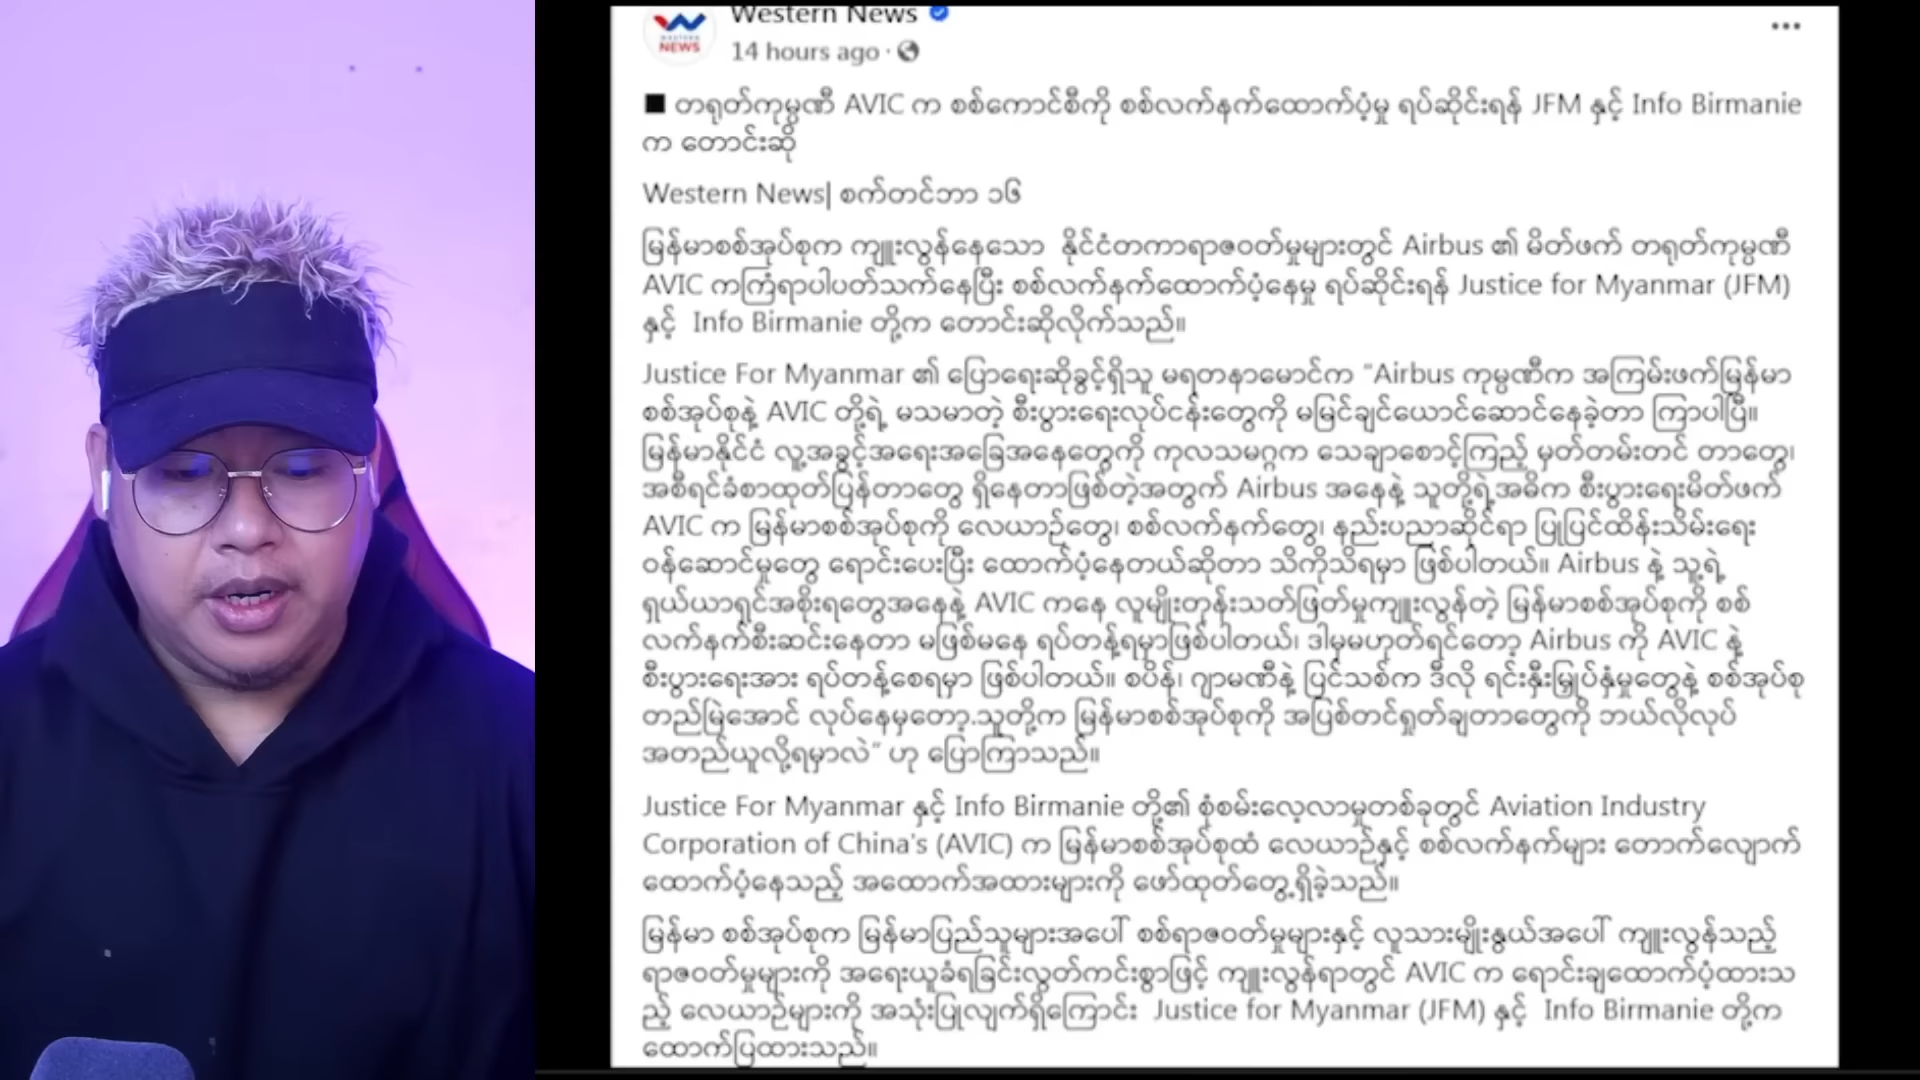 Western News
WESTERN
NEWS
14 hours ago ·
■ တရုတ်ကုမ္ပဏီ AVIC က စစ်ကောင်စီကို စစ်လက်နက်ထောက်ပံ့မှု ရပ်ဆိုင်းရန် JFM နှင့် Info Birmanie
က တောင်းဆို
Western News| စက်တင်ဘာ ၁၆
မြန်မာစစ်အုပ်စုက ကျူးလွန်နေသော နိုင်ငံတကာရာဇဝတ်မှုများတွင် Airbus ၏ မိတ်ဖက် တရုတ်ကုမ္ပဏီ
AVIC ကကြံရာပါပတ်သက်နေပြီး စစ်လက်နက်ထောက်ပံ့နေမှု ရပ်ဆိုင်းရန် Justice for Myanmar (JFM)
နှင့် Info Birmanie တို့က တောင်းဆိုလိုက်သည်။
Justice For Myanmar ၏ ပြောရေးဆိုခွင့်ရှိသူ မရတနာမောင်က "Airbus ကုမ္ပဏီက အကြမ်းဖက်မြန်မာ
စစ်အုပ်စုနဲ့ AVIC တို့ရဲ့ မသမာတဲ့ စီးပွားရေးလုပ်ငန်းတွေကို မမြင်ချင်ယောင်ဆောင်နေခဲ့တာ ကြာပါပြီ။
မြန်မာနိုင်ငံ လူ့အခွင့်အရေးအခြေအနေတွေကို ကုလသမဂ္ဂက သေချာစောင့်ကြည့် မှတ်တမ်းတင် တာတွေ၊
အစီရင်ခံစာထုတ်ပြန်တာတွေ ရှိနေတာဖြစ်တဲ့အတွက် Airbus အနေနဲ့ သူတို့ရဲ့အဓိက စီးပွားရေးမိတ်ဖက်
AVIC က မြန်မာစစ်အုပ်စုကို လေယာဉ်တွေ၊ စစ်လက်နက်တွေ၊ နည်းပညာဆိုင်ရာ ပြုပြင်ထိန်းသိမ်းရေး
ဝန်ဆောင်မှုတွေ ရောင်းပေးပြီး ထောက်ပံ့နေတယ်ဆိုတာ သိကိုသိရမှာ ဖြစ်ပါတယ်။ Airbus နဲ့ သူ့ရဲ့
ရှယ်ယာရှင်အစိုးရတွေအနေနဲ့ AVIC ကနေ လူမျိုးတုန်းသတ်ဖြတ်မှုကျူးလွန်တဲ့ မြန်မာစစ်အုပ်စုကို စစ်
လက်နက်စီးဆင်းနေတာ မဖြစ်မနေ ရပ်တန့်ရမှာဖြစ်ပါတယ်၊ ဒါမှမဟုတ်ရင်တော့ Airbus ကို AVIC နဲ့
စီးပွားရေးအား ရပ်တန့်စေရမှာ ဖြစ်ပါတယ်။ စပိန်၊ ဂျာမဏီနဲ့ ပြင်သစ်က ဒီလို ရင်းနှီးမြှုပ်နှံမှုတွေနဲ့ စစ်အုပ်စု
တည်မြဲအောင် လုပ်နေမှတော့.သူတို့က မြန်မာစစ်အုပ်စုကို အပြစ်တင်ရှုတ်ချတာတွေကို ဘယ်လိုလုပ်
အတည်ယူလို့ရမှာလဲ" ဟု ပြောကြာသည်။
Justice For Myanmar နှင့် Info Birmanie တို့၏ စုံစမ်းလေ့လာမှုတစ်ခုတွင် Aviation Industry
Corporation of China's (AVIC) က မြန်မာစစ်အုပ်စုထံ လေယာဉ်နှင့် စစ်လက်နက်များ တောက်လျှောက်
ထောက်ပံ့နေသည့် အထောက်အထားများကို ဖော်ထုတ်တွေ့ရှိခဲ့သည်။
မြန်မာ စစ်အုပ်စုက မြန်မာပြည်သူများအပေါ် စစ်ရာဇဝတ်မှုများနှင့် လူသားမျိုးနွယ်အပေါ် ကျူးလွန်သည့်
ရာဇဝတ်မှုများကို အရေးယူခံရခြင်းလွတ်ကင်းစွာဖြင့် ကျူးလွန်ရာတွင် AVIC က ရောင်းချထောက်ပံ့ထားသ
ည့် လေယာဉ်များကို အသုံးပြုလျက်ရှိကြောင်း Justice for Myanmar (JFM) နှင့် Info Birmanie တို့က
ထောက်ပြထားသည်။